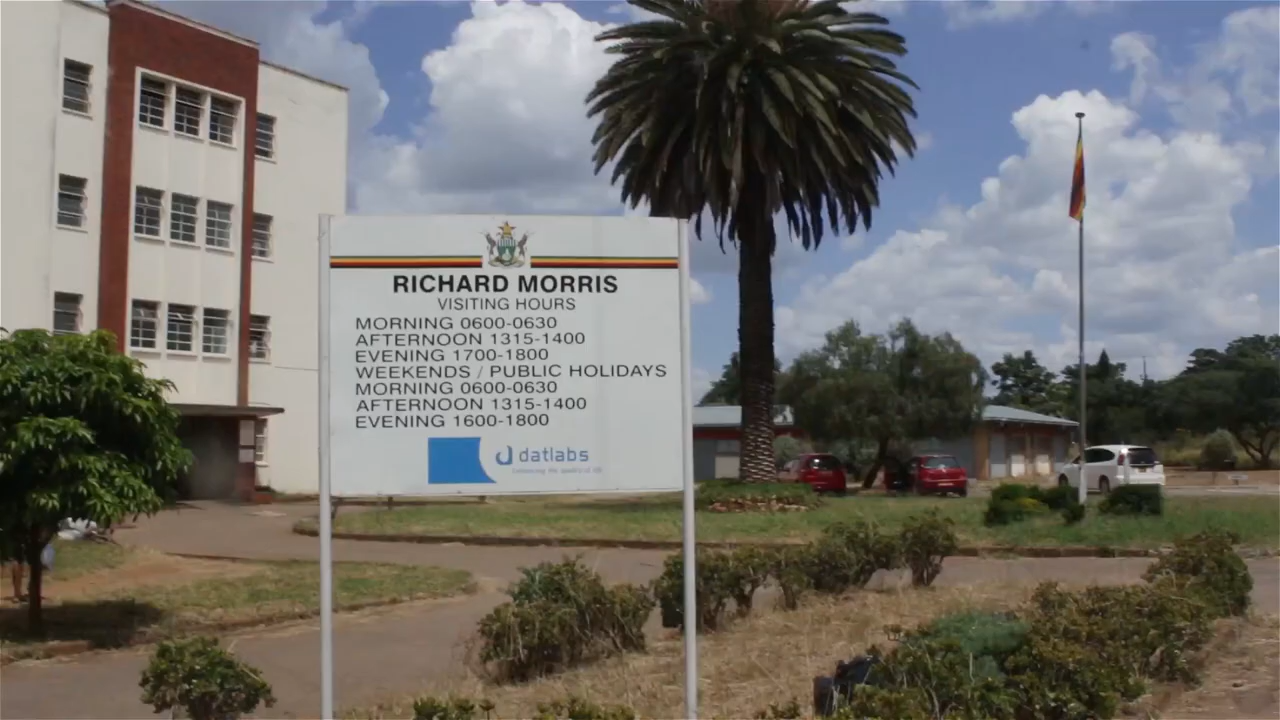 RICHARD MORRIS
VISITING HOURS
MORNING 0600-0630
AFTERNOON 1315-1400
EVENING 1700-1800
WEEKENDS / PUBLIC HOLIDAYS
MORNING 0600-0630
AFTERNOON 1315-1400
EVENING 1600-1800
datlabs